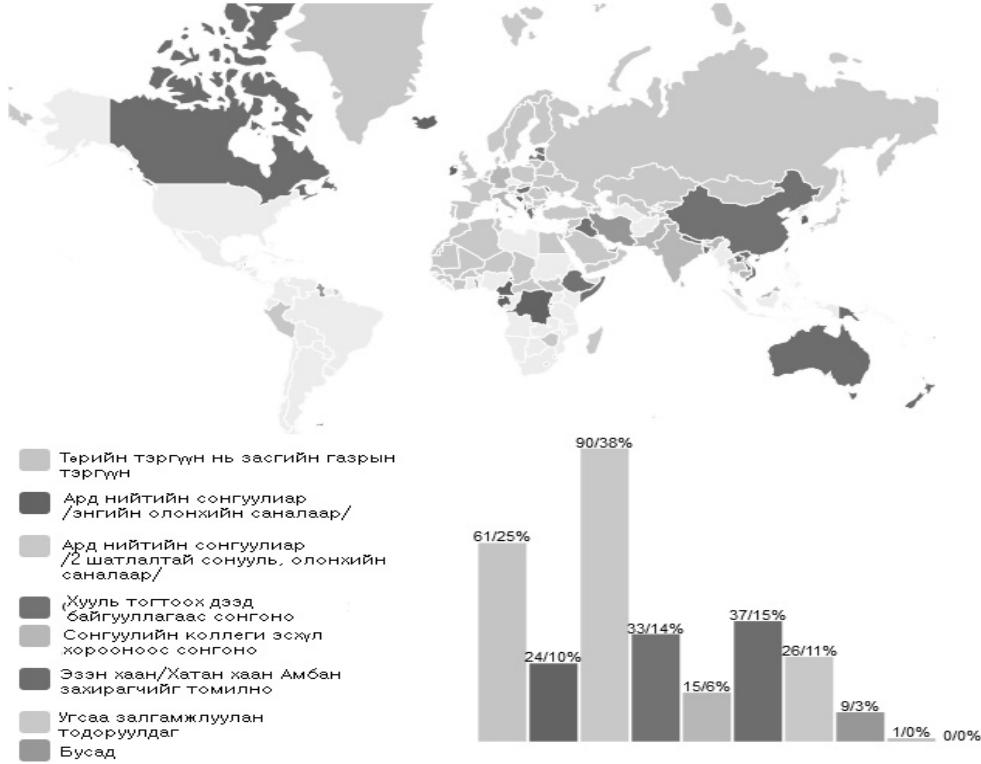 Төрийн тэргүүн нь засгийн газрын
тэргүүн
Ард нийтийн сонгуулиар
/энгийн олонхийн саналаар/
Ард нийтийн сонгуулиар
/2 шатлалтай сонууль, олонхийн
саналаар/
Хууль тогтоох дээд
байгууллагаас сонгоно
Сонгуулийн коллеги эсхүл
хорооноос сонгоно
Эзэн хаан/Хатан хаан Амбан
захирагчийг томилно
Угсаа залгамжлуулан
тодоруулдаг
Бусад
61/25%
24/10%
90/38%
33/14%
15/6%
37/15%
26/11%
9/3%
1/0%
0/0%